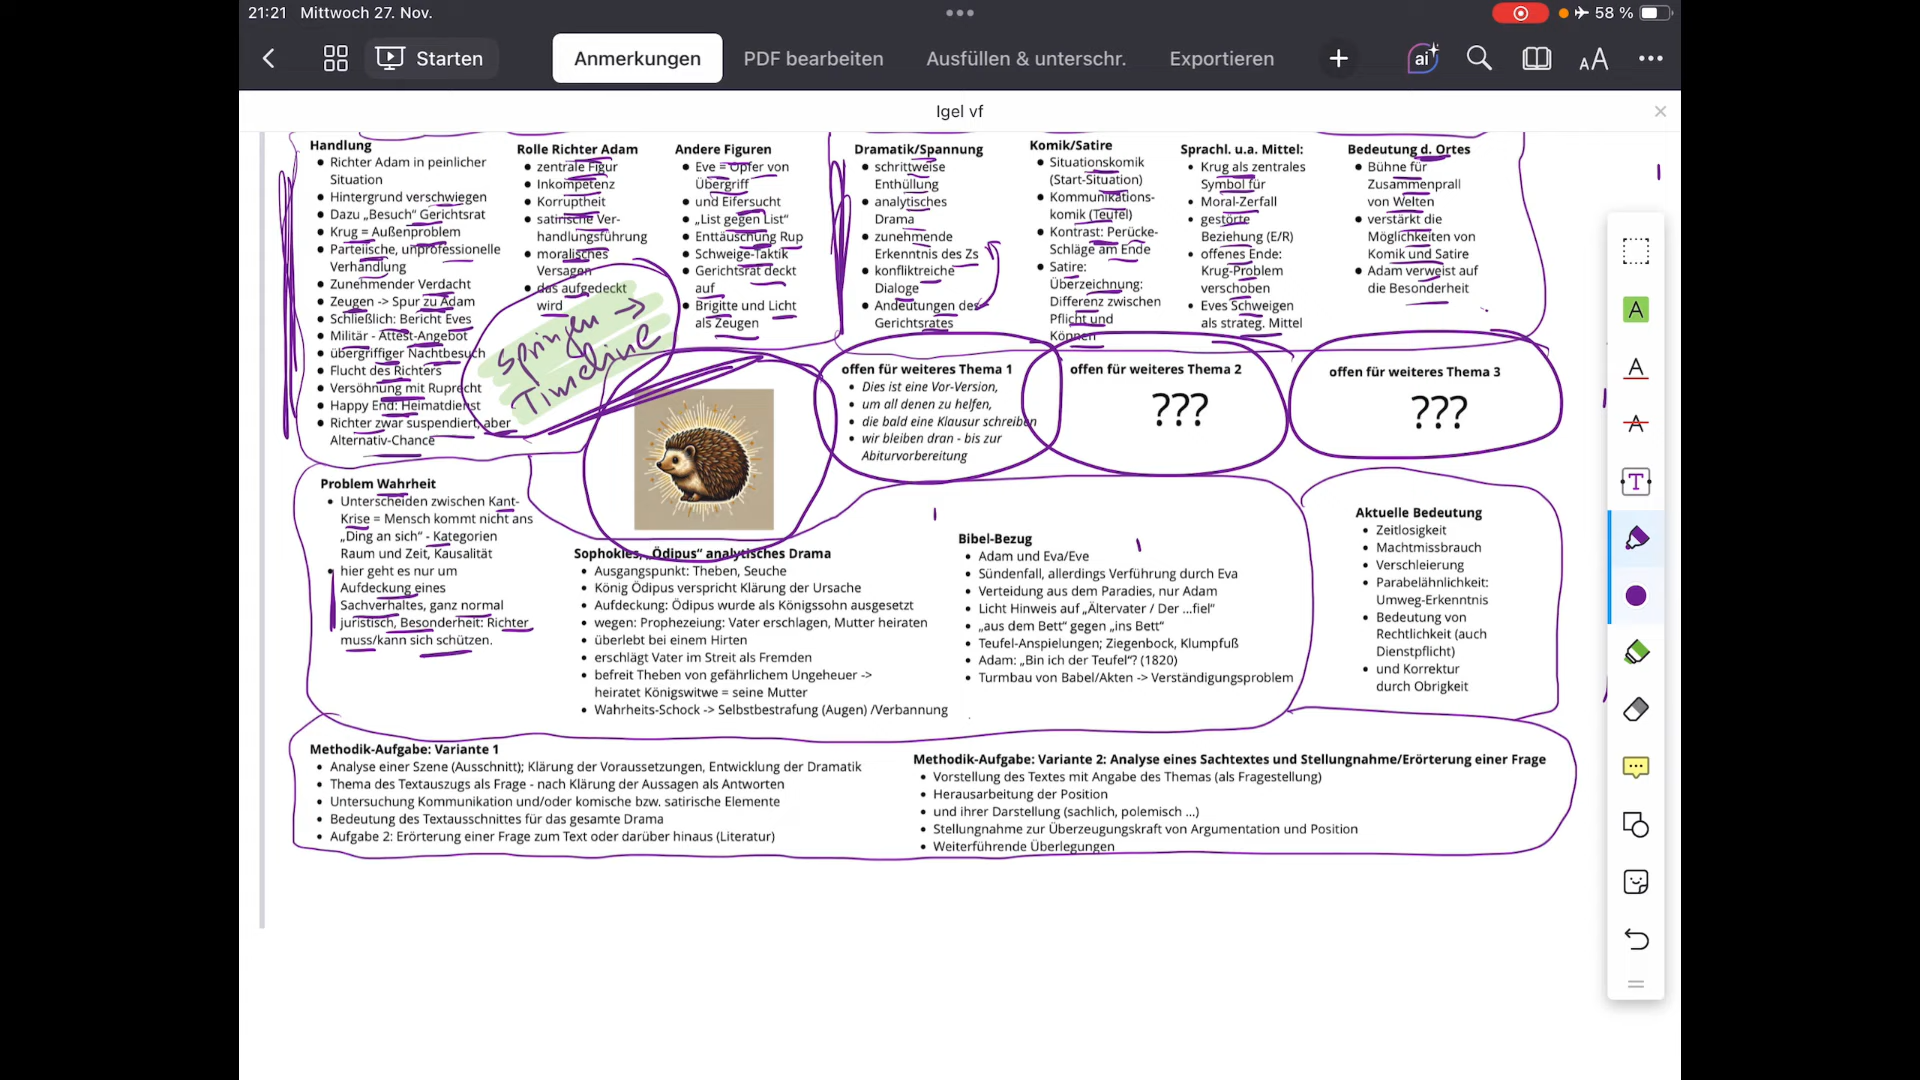 21:21 Mittwoch 27. Nov.
58 %
Starten
Anmerkungen
PDF bearbeiten
Ausfüllen & unterschr.
Exportieren
ai
AA
Igel vf
Handlung
Richter Adam in peinlicher
Situation
Hintergrund verschwiegen
Dazu „Besuch“ Gerichtsrat
Krug = Außenproblem
Parteiische, unprofessionelle
Verhandlung
Zunehmender Verdacht
Zeugen -> Spur zu Adam
Schließlich: Bericht Eves
Militär - Attest-Angebot
übergriffiger Nachtbesuch
Flucht des Richters
Versöhnung mit Ruprecht
Happy End: Heimatdienst
Richter zwar suspendiert, aber
Alternativ-Chance
Rolle Richter Adam
zentrale Figur
Inkompetenz
Korruptheit
satirische Ver-
handlungsführung
moralisches
Versagen
das aufgedeckt
wird
springen ->
Timeline
Andere Figuren
Eve = Opfer von
Übergriff
und Eifersucht
„List gegen List“
Enttäuschung Rup
Schweige-Taktik
Gerichtsrat deckt
auf
Brigitte und Licht
als Zeugen
Dramatik/Spannung
schrittweise
Enthüllung
analytisches
Drama
zunehmende
Erkenntnis des Zs
konfliktreiche
Dialoge
Andeutungen des
Gerichtsrates
Komik/Satire
Situationskomik
(Start-Situation)
Kommunikations-
komik (Teufel)
Kontrast: Perücke-
Schläge am Ende
Satire:
Überzeichnung:
Differenz zwischen
Pflicht und
Können
Sprachl. u.a. Mittel:
Krug als zentrales
Symbol für
Moral-Zerfall
gestörte
Beziehung (E/R)
offenes Ende:
Krug-Problem
verschoben
Eves Schweigen
als strateg. Mittel
Bedeutung d. Ortes
Bühne für
Zusammenprall
von Welten
verstärkt die
Möglichkeiten von
Komik und Satire
Adam verweist auf
die Besonderheit
offen für weiteres Thema 1
Dies ist eine Vor-Version,
um all denen zu helfen,
die bald eine Klausur schreiben
wir bleiben dran - bis zur
Abiturvorbereitung
offen für weiteres Thema 2
???
offen für weiteres Thema 3
???
Problem Wahrheit
Unterscheiden zwischen Kant-
Krise = Mensch kommt nicht ans
„Ding an sich“ - Kategorien
Raum und Zeit, Kausalität
hier geht es nur um
Aufdeckung eines
Sachverhaltes, ganz normal
juristisch, Besonderheit: Richter
muss/kann sich schützen.
Sophokles, „Ödipus“ analytisches Drama
Ausgangspunkt: Theben, Seuche
König Ödipus verspricht Klärung der Ursache
Aufdeckung: Ödipus wurde als Königssohn ausgesetzt
wegen: Prophezeiung: Vater erschlagen, Mutter heiraten
überlebt bei einem Hirten
erschlägt Vater im Streit als Fremden
befreit Theben von gefährlichem Ungeheuer ->
heiratet Königswitwe = seine Mutter
Wahrheits-Schock -> Selbstbestrafung (Augen) /Verbannung
Bibel-Bezug
Adam und Eva/Eve
Sündenfall, allerdings Verführung durch Eva
Verteidung aus dem Paradies, nur Adam
Licht Hinweis auf „Ältervater / Der ...fiel“
„aus dem Bett“ gegen „ins Bett“
Teufel-Anspielungen; Ziegenbock, Klumpfuß
Adam: „Bin ich der Teufel“? (1820)
Turmbau von Babel/Akten -> Verständigungsproblem
Aktuelle Bedeutung
Zeitlosigkeit
Machtmissbrauch
Verschleierung
Parabelähnlichkeit:
Umweg-Erkenntnis
Bedeutung von
Rechtlichkeit (auch
Dienstpflicht)
und Korrektur
durch Obrigkeit
Methodik-Aufgabe: Variante 1
Analyse einer Szene (Ausschnitt); Klärung der Voraussetzungen, Entwicklung der Dramatik
Thema des Textauszugs als Frage - nach Klärung der Aussagen als Antworten
Untersuchung Kommunikation und/oder komische bzw. satirische Elemente
Bedeutung des Textausschnittes für das gesamte Drama
Aufgabe 2: Erörterung einer Frage zum Text oder darüber hinaus (Literatur)
Methodik-Aufgabe: Variante 2: Analyse eines Sachtextes und Stellungnahme/Erörterung einer Frage
Vorstellung des Textes mit Angabe des Themas (als Fragestellung)
Herausarbeitung der Position
und ihrer Darstellung (sachlich, polemisch ...)
Stellungnahme zur Überzeugungskraft von Argumentation und Position
Weiterführende Überlegungen